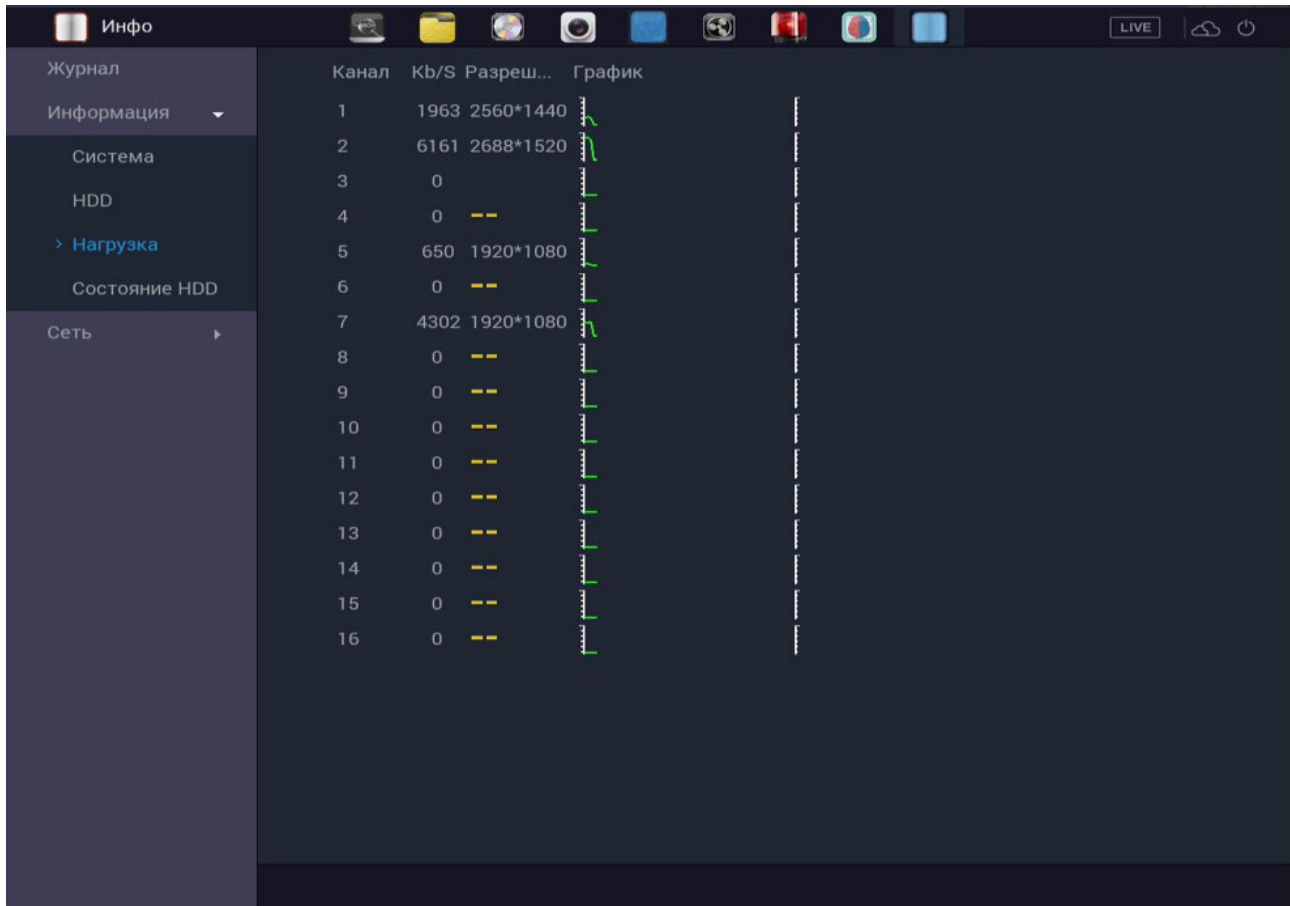 Инфо LIVE
Журнал
Информация
Система
HDD
> Нагрузка
Состояние HDD
Сеть
Канал Kb/S Разреш... График
1 1963 2560*1440
2 6161 2688*1520
3 0
4 0 --
5 650 1920*1080
6 0 --
7 4302 1920*1080
8 0 --
9 0 --
10 0 --
11 0 --
12 0 --
13 0 --
14 0 --
15 0 --
16 0 --